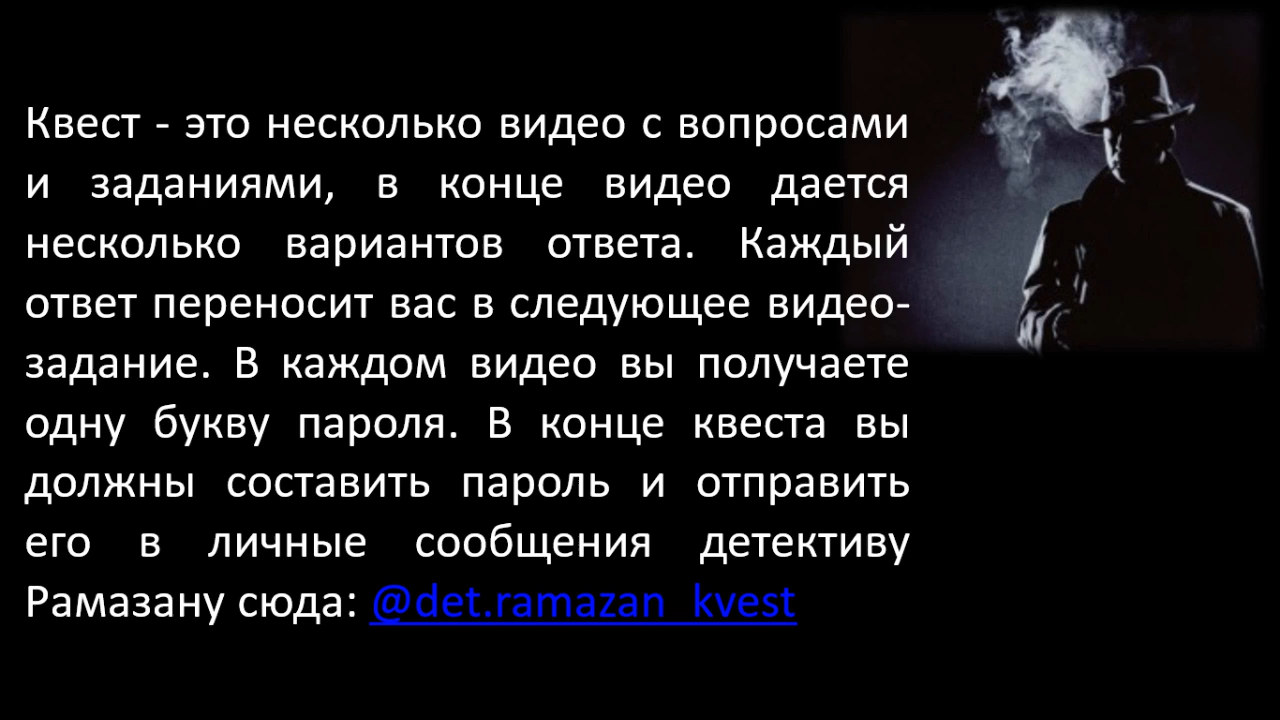 Квест - это несколько видео с вопросами
и заданиями, в конце видео дается
несколько вариантов ответа. Каждый
ответ переносит вас в следующее видео-
задание. В каждом видео вы получаете
одну букву пароля. В конце квеста вы
должны составить пароль и отправить
его в личные сообщения детективу
Рамазану сюда: @det.ramazan_kvest